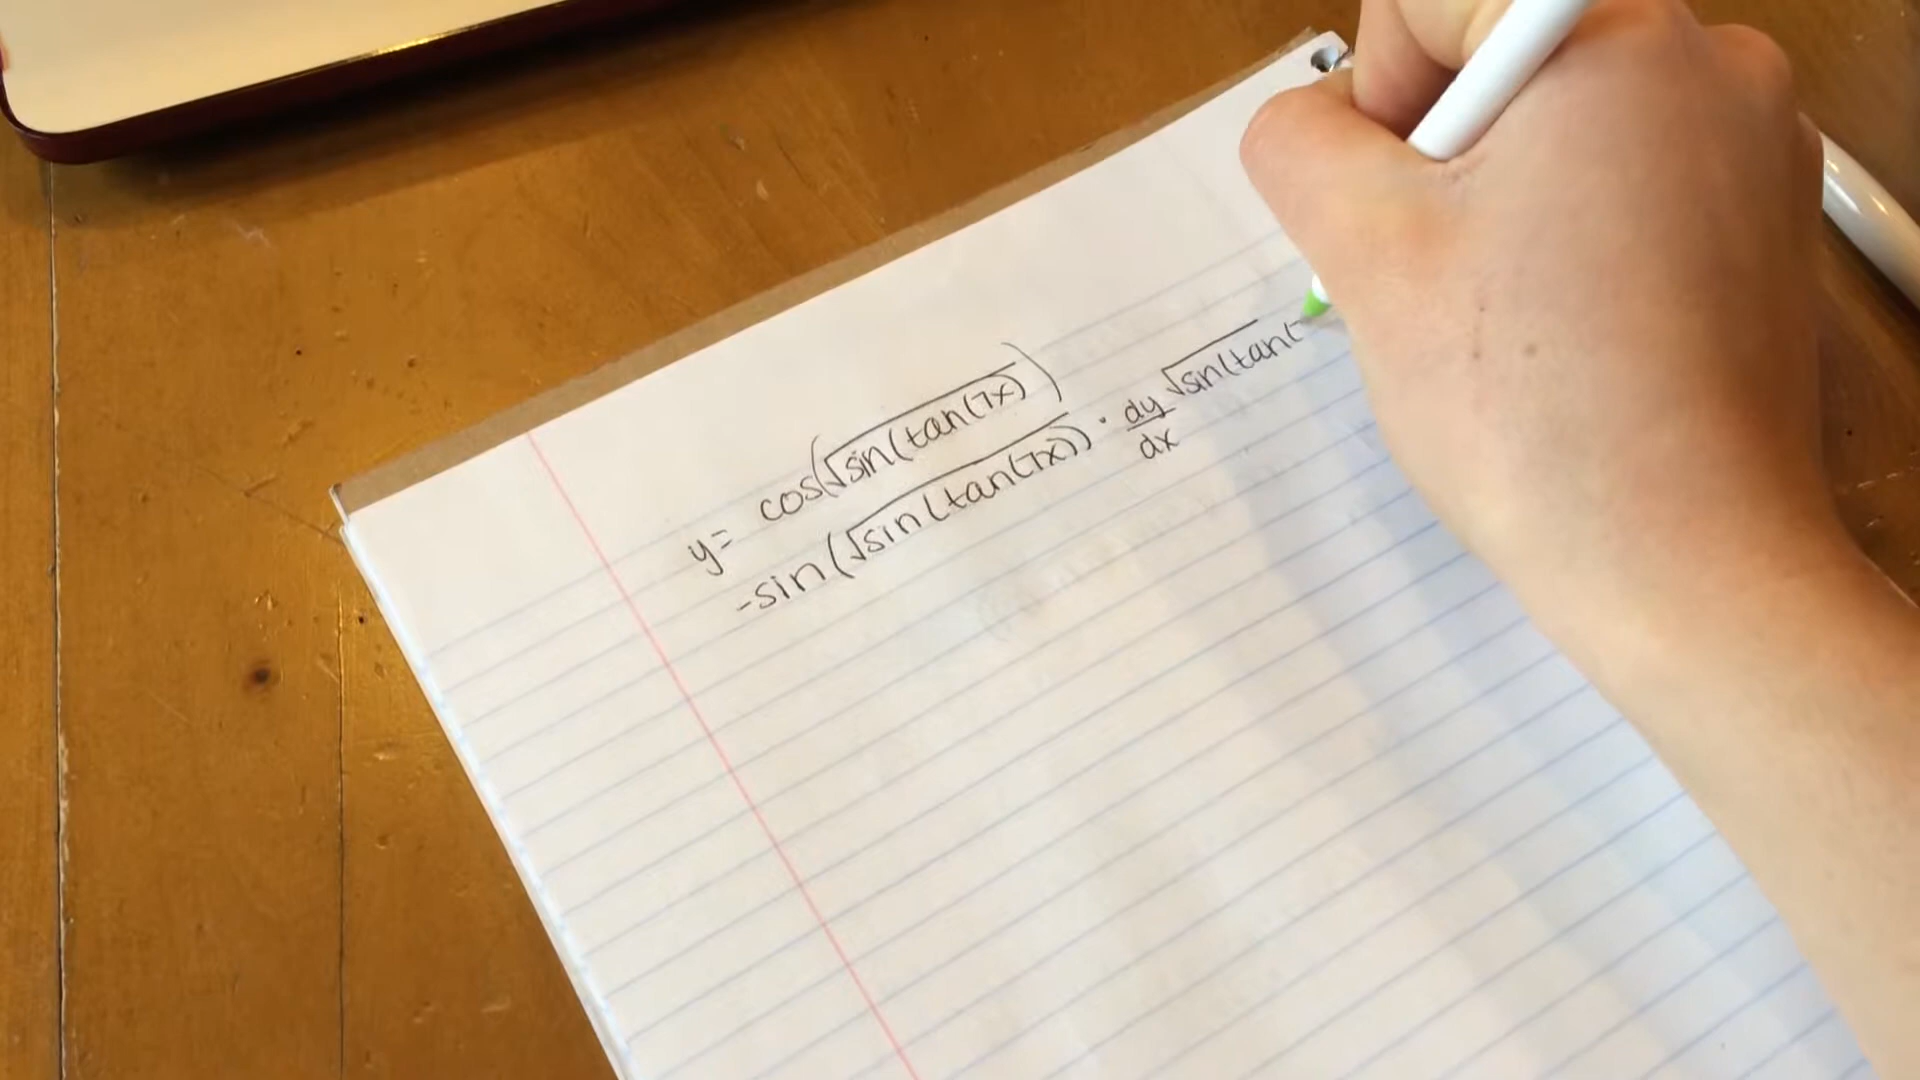 y= cos(√sin(tan(7x)))
-sin(√sin(tan(7x))) · dy/dx √sin(tan(